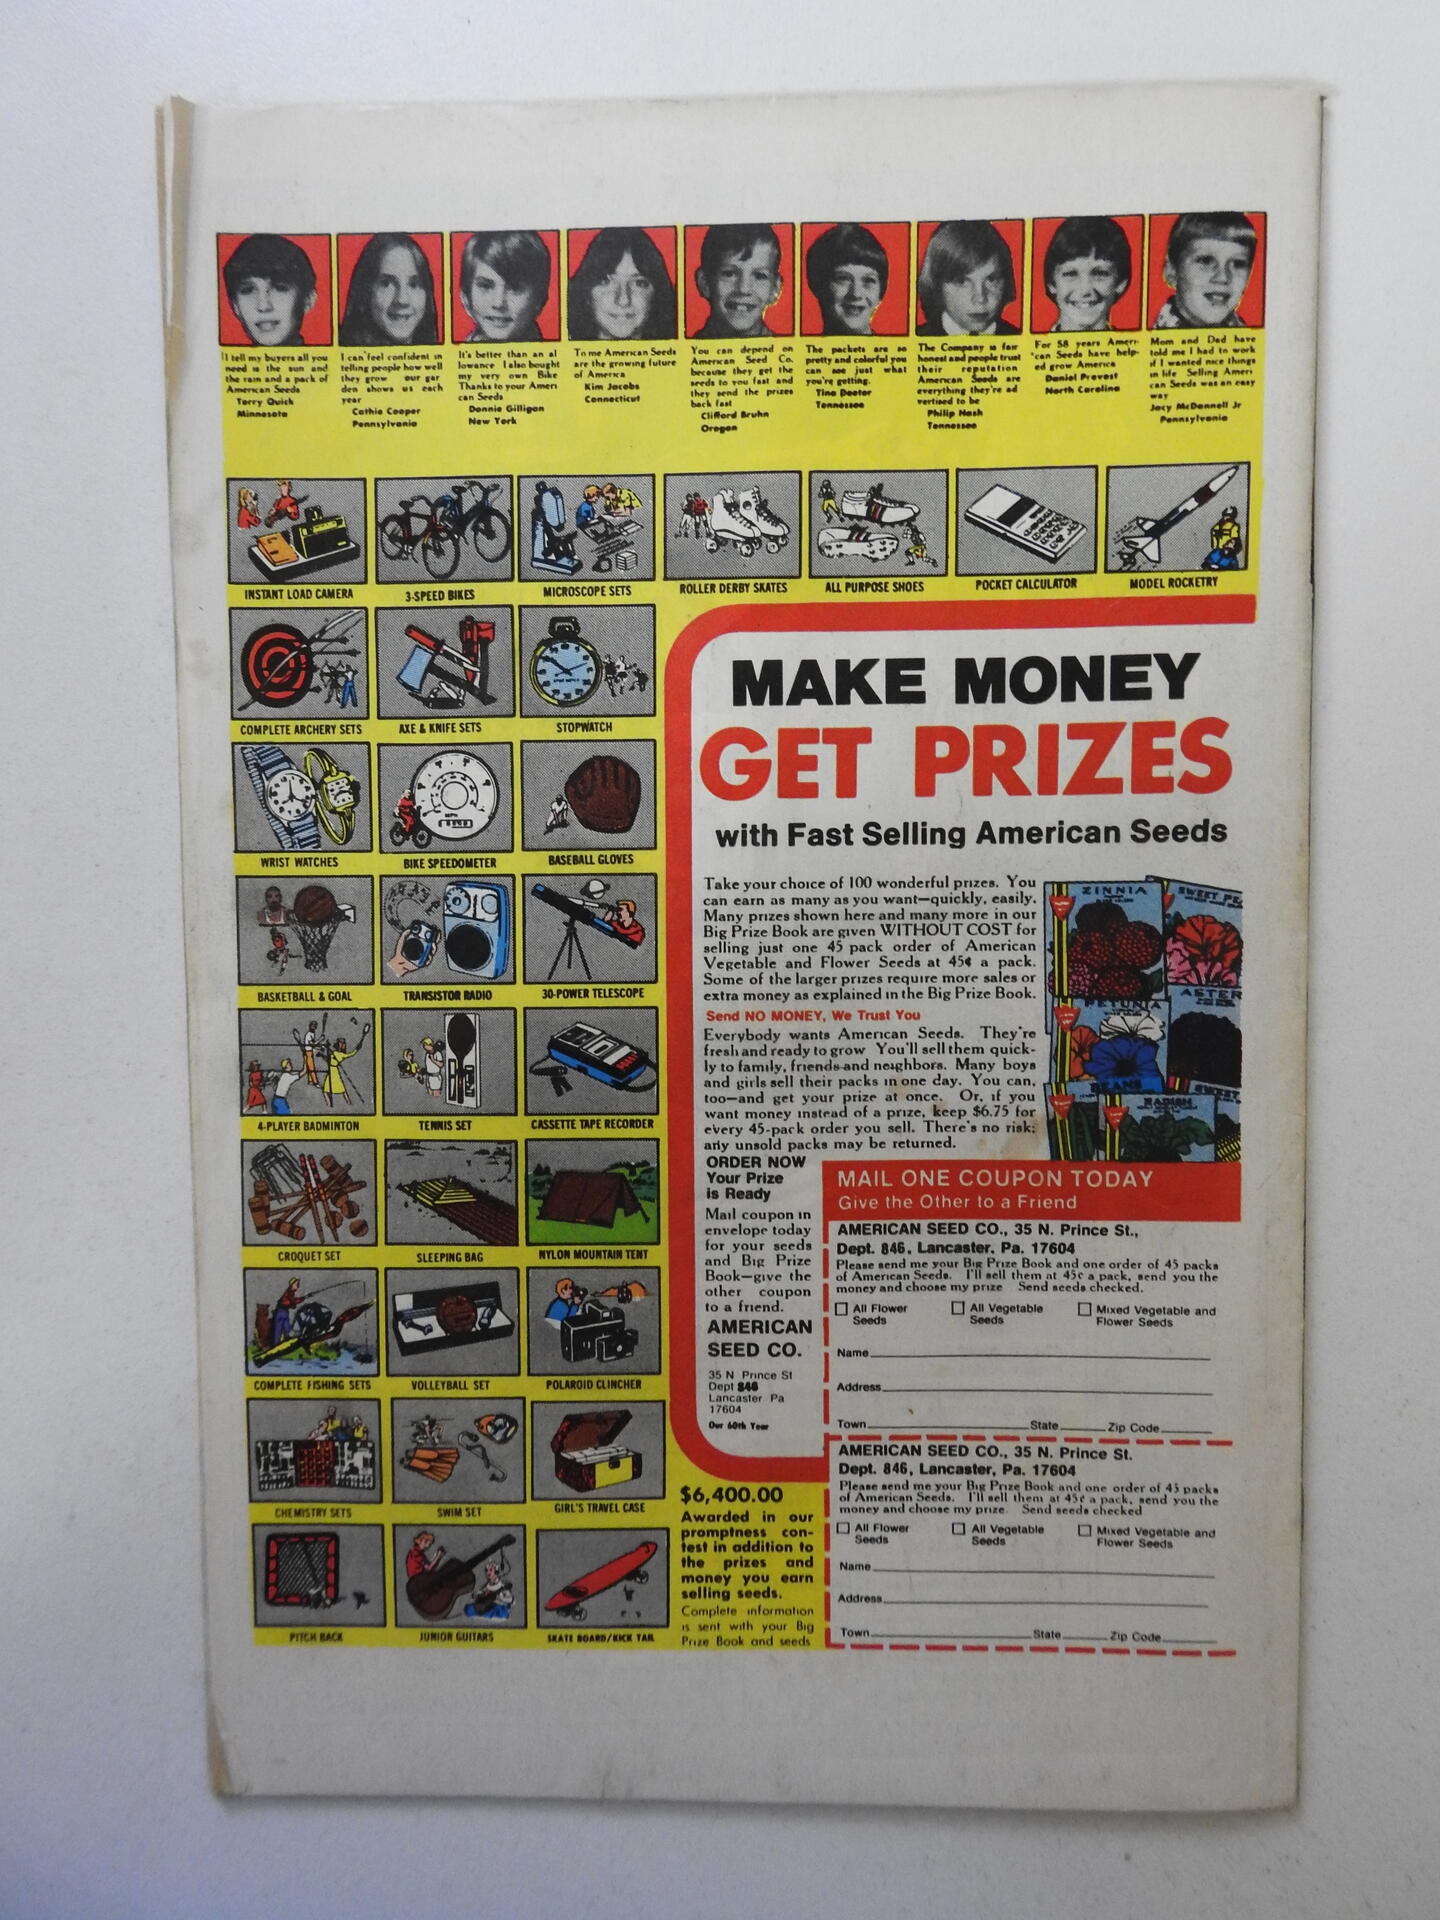 I tell my buyers all you
need is the sun and
the rain and a pack of
American Seeds
Terry Quick
Minnesota
I can feel confident in
telling people how well
they grow our gar
den shows us each
year
Cathie Cooper
Pennsylvania
It's better than an al
lowance I also bought
my very own Bike
Thanks to your Ameri
can Seeds
Donnie Gilligan
New York
To me American Seeds
are the growing future
of America
Kim Jacobs
Connecticut
You can depend on
American Seed Co.
because they get the
seeds to you fast and
they send the prizes
back fast
Clifford Bruhn
Oregon
The packets are so
pretty and colorful you
can see just what
you're getting.
Tina Deeter
Tennessee
The Company is fair
honest and people trust
their reputation
American Seeds are
everything they're ad
vertised to be
Philip Nash
Tennessee
For 58 years Ameri-
can Seeds have help-
ed grow America
Daniel Prevost
North Carolina
Mom and Dad have
told me I had to work
if I wanted nice things
in life Selling Ameri
can Seeds was an easy
way
Jacy McDannell Jr
Pennsylvania
INSTANT LOAD CAMERA
3-SPEED BIKES
MICROSCOPE SETS
ROLLER DERBY SKATES
ALL PURPOSE SHOES
POCKET CALCULATOR
MODEL ROCKETRY
COMPLETE ARCHERY SETS
AXE & KNIFE SETS
STOPWATCH
WRIST WATCHES
MPH
BIKE SPEEDOMETER
BASEBALL GLOVES
BASKETBALL & GOAL
TRANSISTOR RADIO
30-POWER TELESCOPE
4-PLAYER BADMINTON
TENNIS SET
CASSETTE TAPE RECORDER
CROQUET SET
SLEEPING BAG
NYLON MOUNTAIN TENT
COMPLETE FISHING SETS
VOLLEYBALL SET
POLAROID CLINCHER
CHEMISTRY SETS
SWIM SET
GIRL'S TRAVEL CASE
PITCH BACK
JUNIOR GUITARS
SKATE BOARD/KICK TAIL
MAKE MONEY
GET PRIZES
with Fast Selling American Seeds
Take your choice of 100 wonderful prizes. You
can earn as many as you want—quickly, easily.
Many prizes shown here and many more in our
Big Prize Book are given WITHOUT COST for
selling just one 45 pack order of American
Vegetable and Flower Seeds at 45¢ a pack.
Some of the larger prizes require more sales or
extra money as explained in the Big Prize Book.
Send NO MONEY, We Trust You
Everybody wants American Seeds. They're
fresh and ready to grow You'll sell them quick-
ly to family, friends and neighbors. Many boys
and girls sell their packs in one day. You can,
too—and get your prize at once. Or, if you
want money instead of a prize, keep $6.75 for
every 45-pack order you sell. There's no risk;
any unsold packs may be returned.
ZINNIA
SWEET PE
PETUNIA
ASTER
BEANS
RADISH
SWEET
ORDER NOW
Your Prize
is Ready
Mail coupon in
envelope today
for your seeds
and Big Prize
Book—give the
other coupon
to a friend.
AMERICAN
SEED CO.
35 N Prince St
Dept 846
Lancaster Pa
17604
Our 60th Year
$6,400.00
Awarded in our
promptness con-
test in addition to
the prizes and
money you earn
selling seeds.
Complete information
is sent with your Big
Prize Book and seeds
MAIL ONE COUPON TODAY
Give the Other to a Friend
AMERICAN SEED CO., 35 N. Prince St.,
Dept. 846, Lancaster, Pa. 17604
Please send me your Big Prize Book and one order of 45 packs
of American Seeds. I'll sell them at 45¢ a pack, send you the
money and choose my prize Send seeds checked.
All Flower Seeds
All Vegetable Seeds
Mixed Vegetable and Flower Seeds
Name
Address
Town State Zip Code
AMERICAN SEED CO., 35 N. Prince St.
Dept. 846, Lancaster, Pa. 17604
Please send me your Big Prize Book and one order of 45 packs
of American Seeds. I'll sell them at 45¢ a pack, send you the
money and choose my prize. Send seeds checked
All Flower Seeds
All Vegetable Seeds
Mixed Vegetable and Flower Seeds
Name
Address
Town State Zip Code